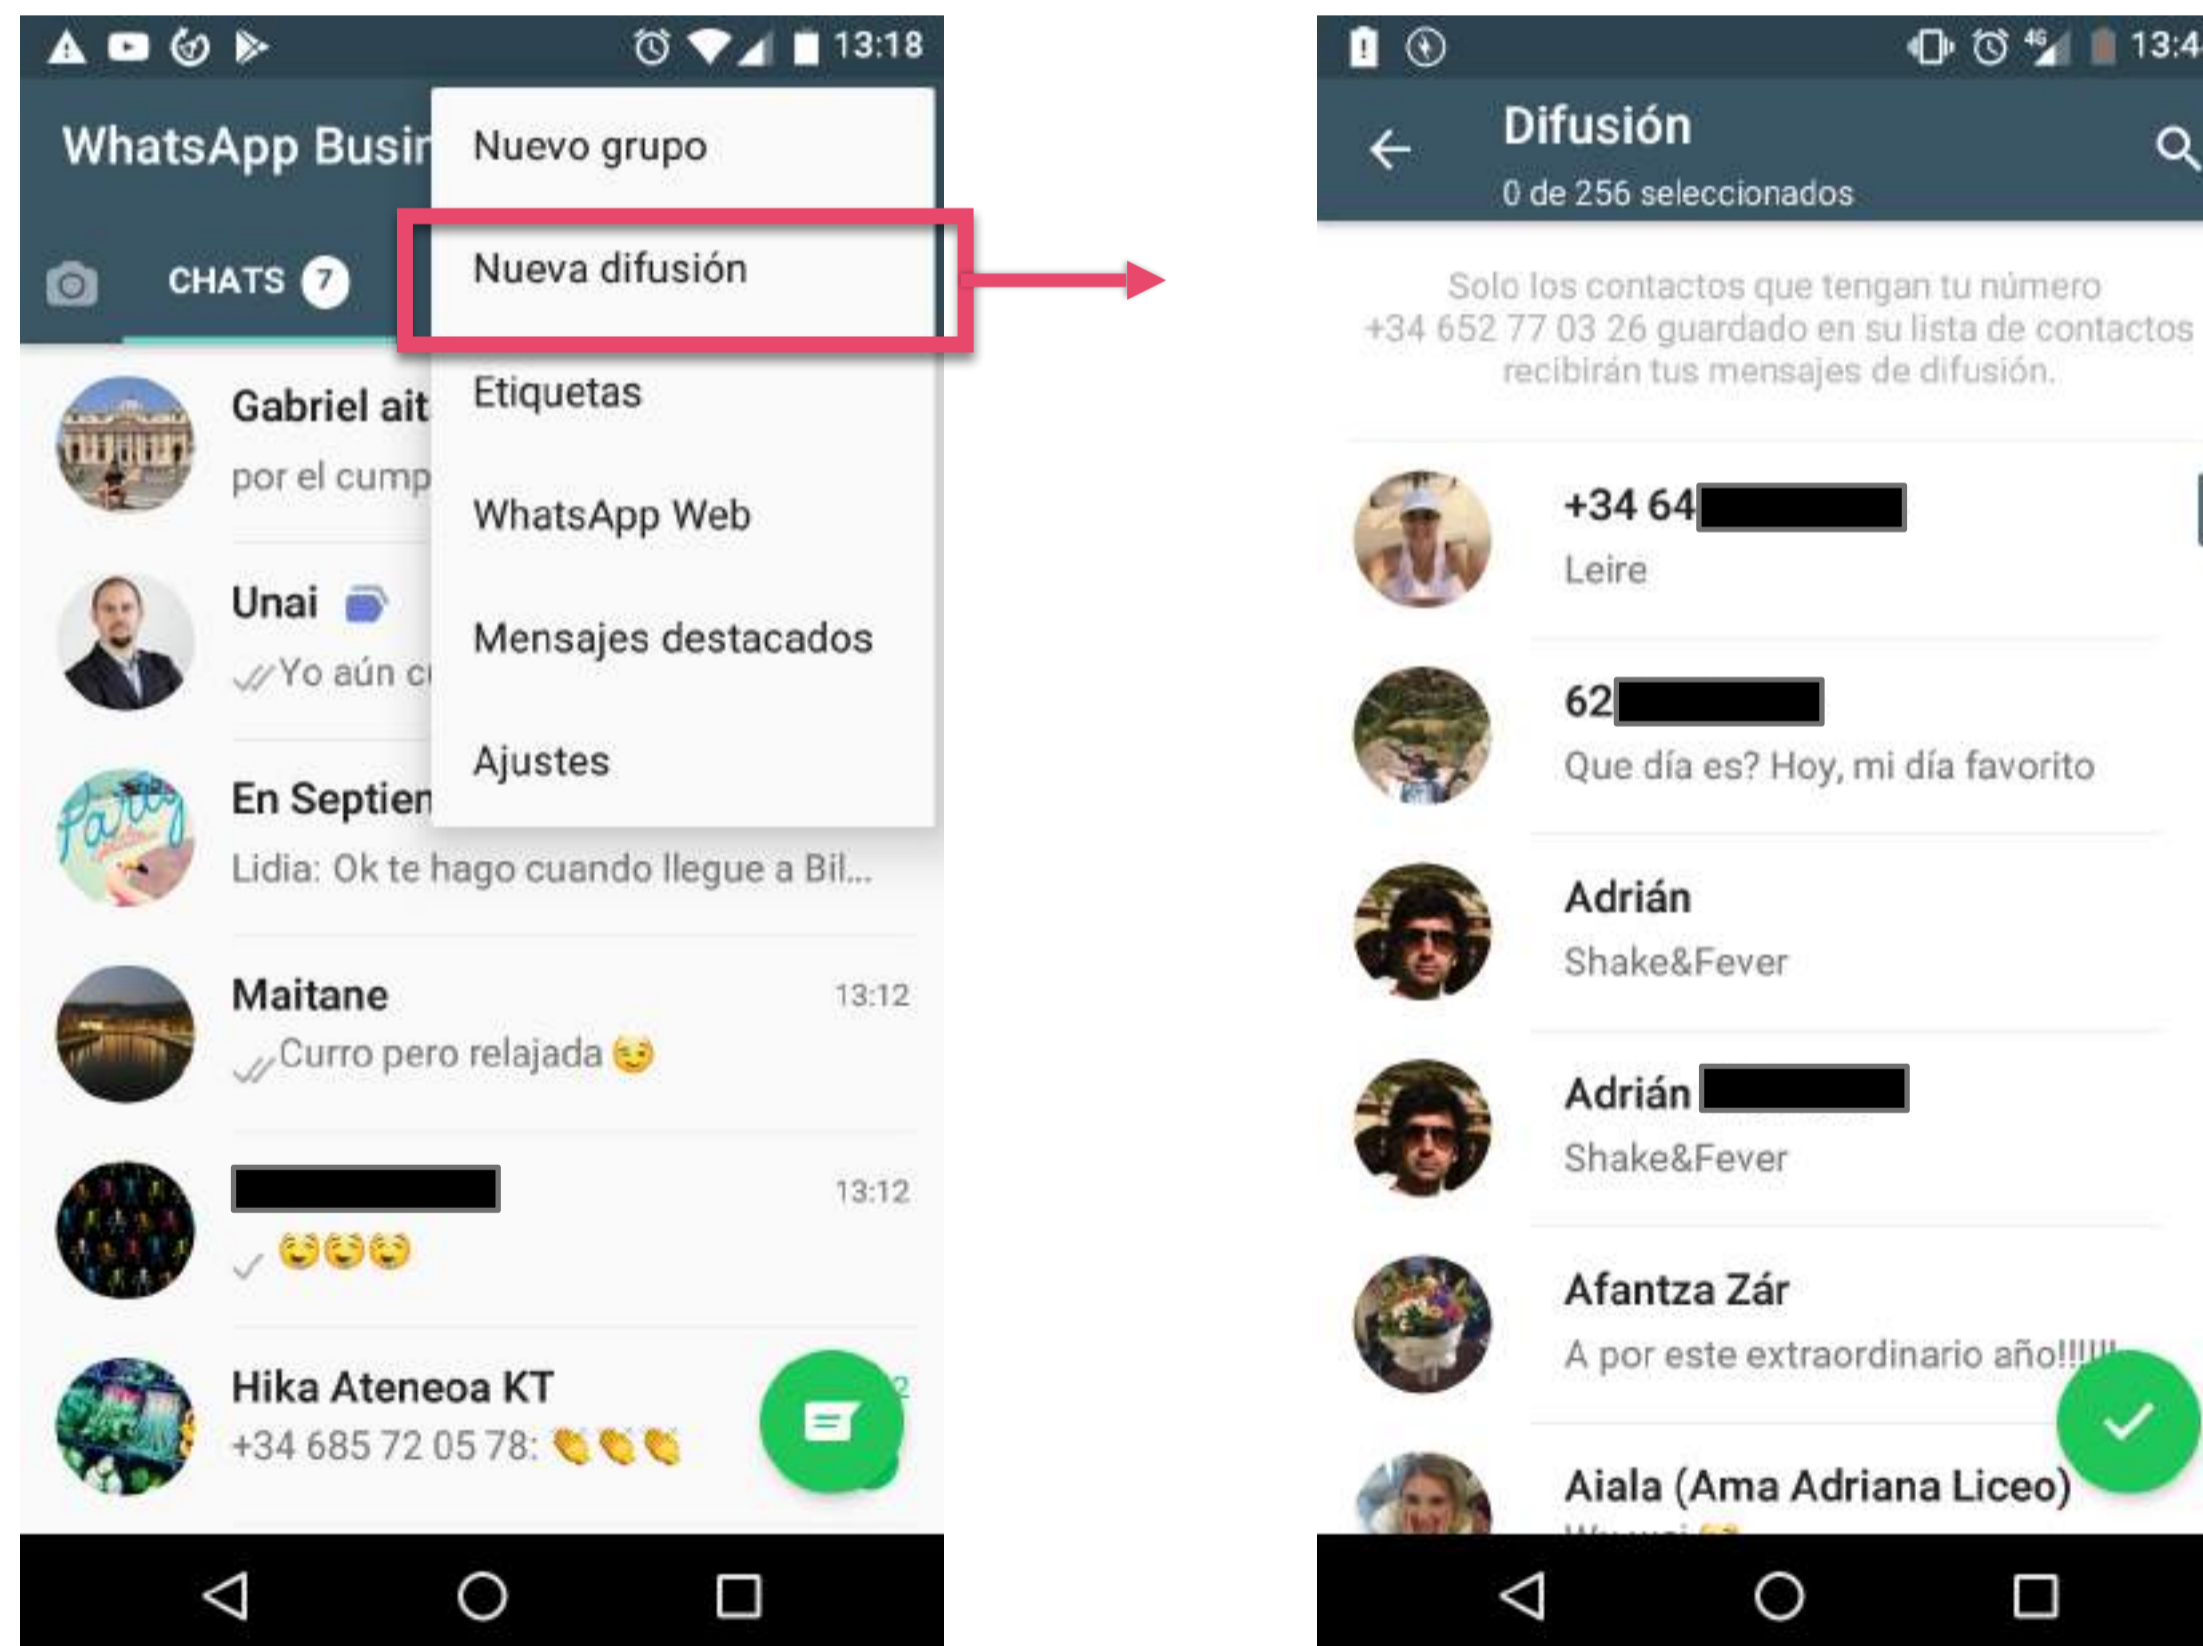 13:18
WhatsApp Busin
Nuevo grupo
Nueva difusión
CHATS 7
Etiquetas
WhatsApp Web
Mensajes destacados
Ajustes
Gabriel ait
por el cump
Unai
Yo aún c
En Septiem
Lidia: Ok te hago cuando llegue a Bil...
Maitane 13:12
Curro pero relajada 😉
13:12
🤤🤤🤤
Hika Ateneoa KT
+34 685 72 05 78: 👏👏👏
4G 13:4
Difusión
0 de 256 seleccionados
Solo los contactos que tengan tu número
+34 652 77 03 26 guardado en su lista de contactos
recibirán tus mensajes de difusión.
+34 64
Leire
62
Que día es? Hoy, mi día favorito
Adrián
Shake&Fever
Adrián
Shake&Fever
Afantza Zár
A por este extraordinario año!!!!!!
Aiala (Ama Adriana Liceo)